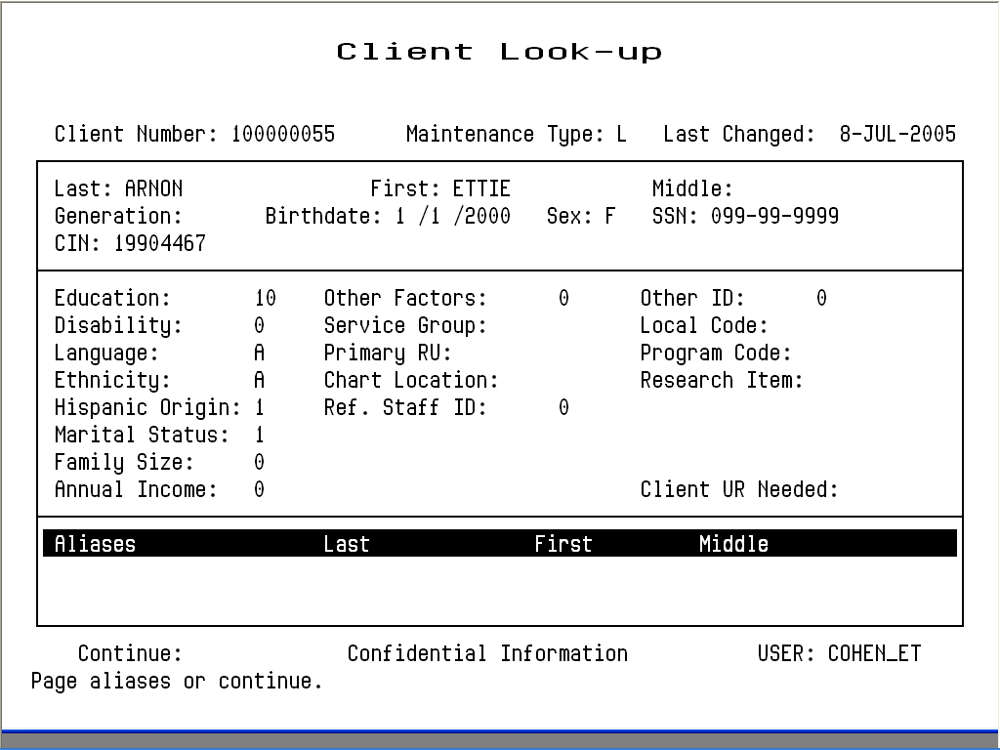 Client Look-up
Client Number: 100000055 Maintenance Type: L Last Changed: 8-JUL-2005
Last: ARNON First: ETTIE Middle:
Generation: Birthdate: 1 /1 /2000 Sex: F SSN: 099-99-9999
CIN: 19904467
Education: 10 Other Factors: 0 Other ID: 0
Disability: 0 Service Group: Local Code:
Language: A Primary RU: Program Code:
Ethnicity: A Chart Location: Research Item:
Hispanic Origin: 1 Ref. Staff ID: 0
Marital Status: 1
Family Size: 0
Annual Income: 0 Client UR Needed:
Aliases Last First Middle
Continue: Confidential Information USER: COHEN_ET
Page aliases or continue.